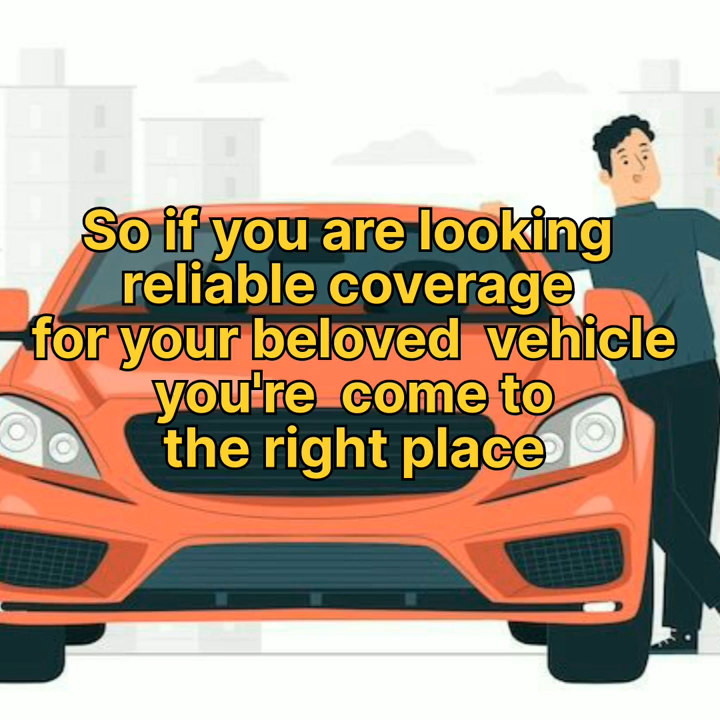 So if you are looking
reliable coverage
for your beloved  vehicle
you're  come to
the right place